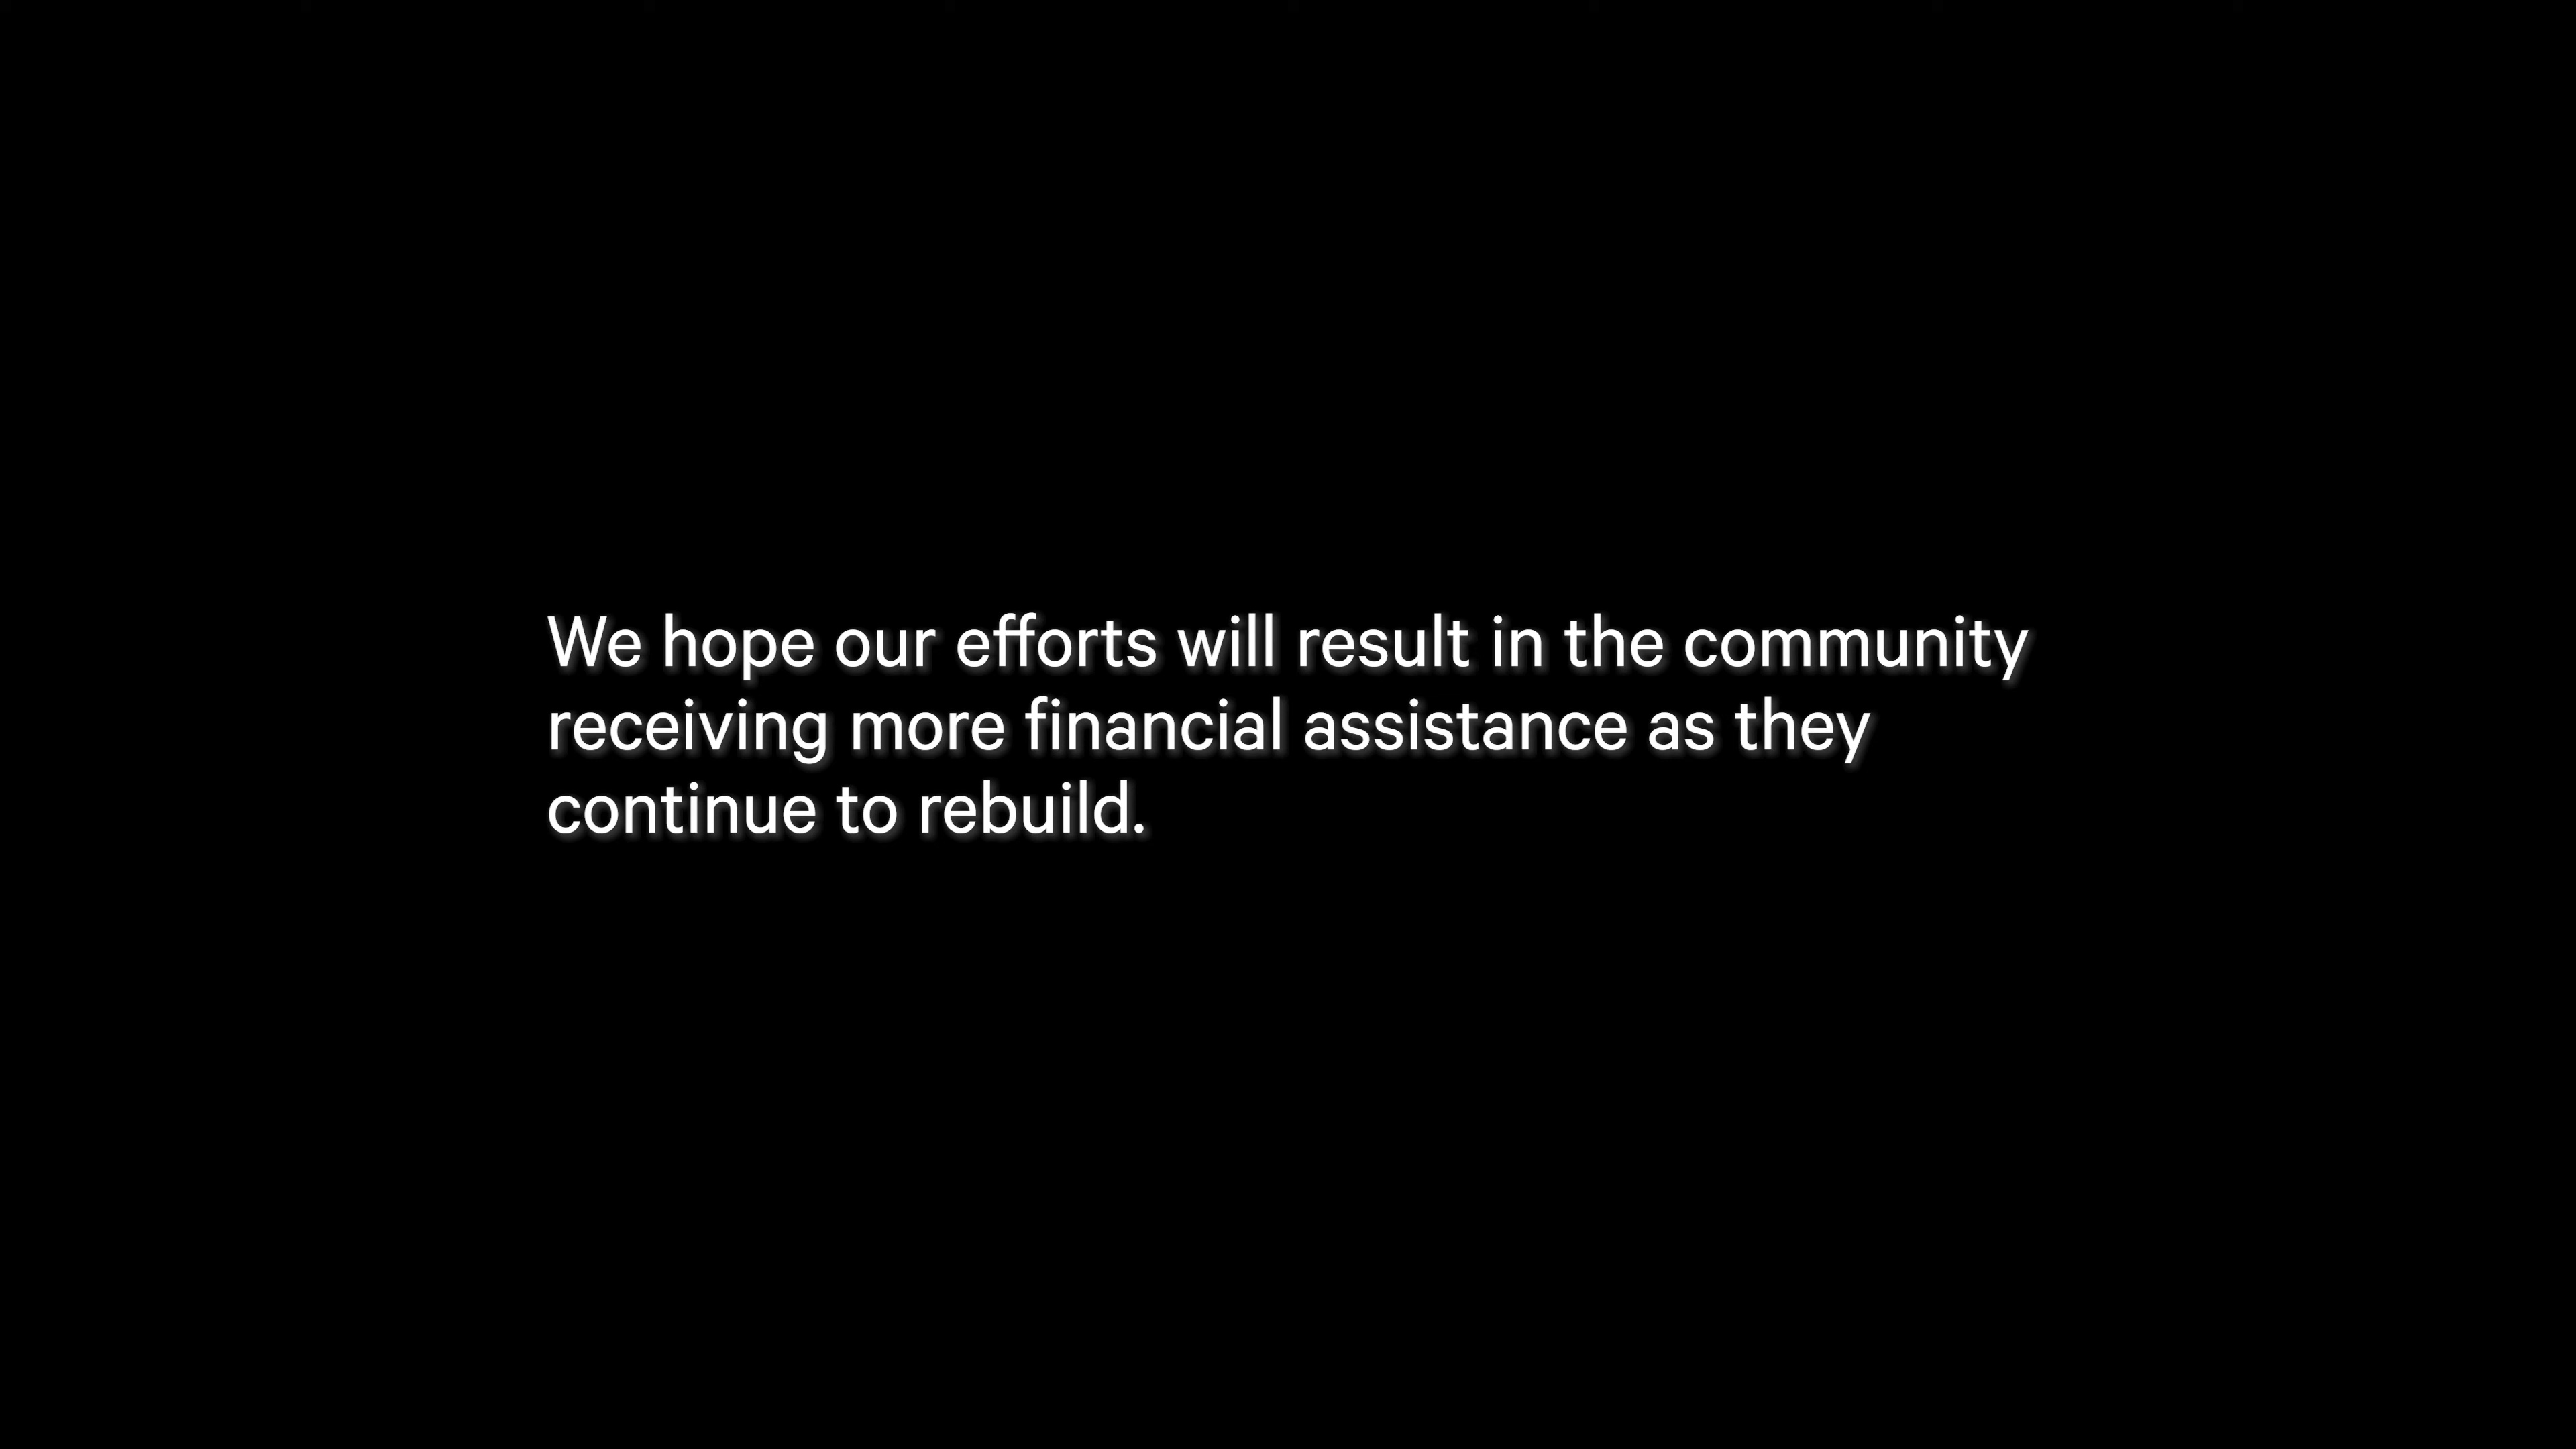 We hope our efforts will result in the community
receiving more financial assistance as they
continue to rebuild.